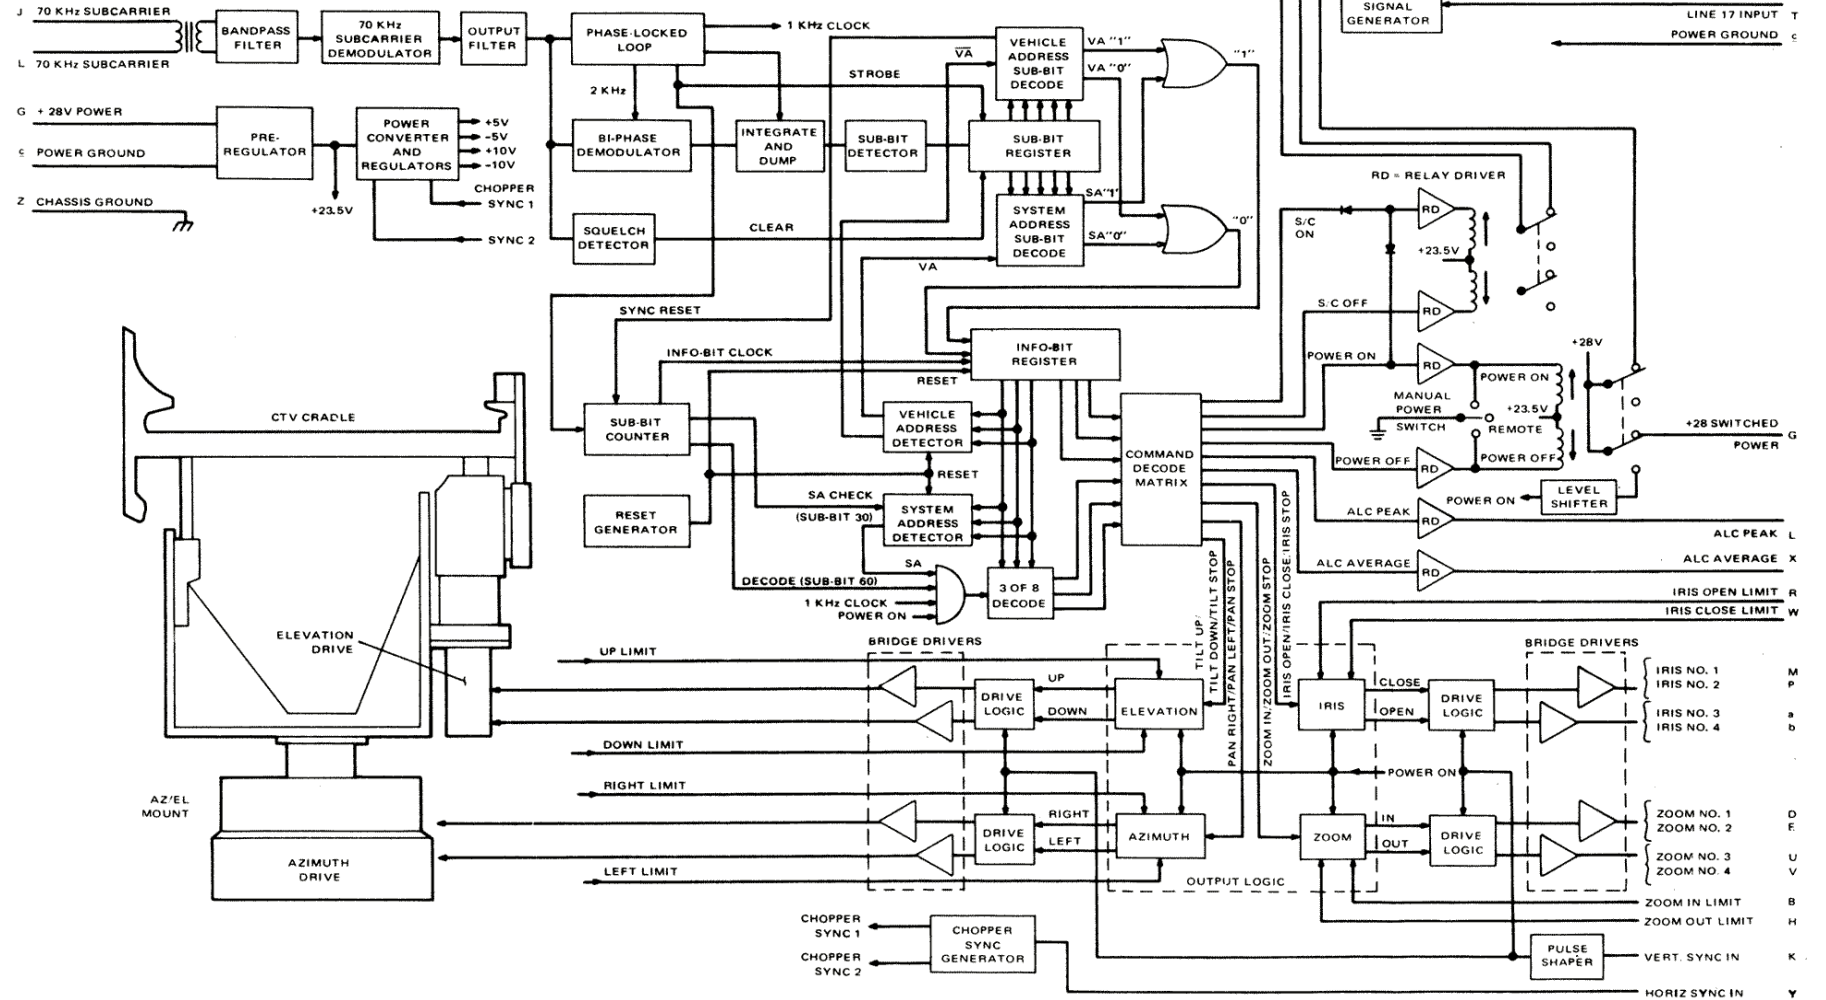 J 70 KHz SUBCARRIER
L 70 KHz SUBCARRIER
BANDPASS
FILTER
70 KHz
SUBCARRIER
DEMODULATOR
OUTPUT
FILTER
PHASE-LOCKED
LOOP
1 KHz CLOCK
2 KHz
STROBE
VA
VEHICLE
ADDRESS
SUB-BIT
DECODE
VA "1"
VA "0"
"1"
SIGNAL
GENERATOR
LINE 17 INPUT T
POWER GROUND c
G + 28V POWER
c POWER GROUND
Z CHASSIS GROUND
PRE-
REGULATOR
+23.5V
POWER
CONVERTER
AND
REGULATORS
+5V
-5V
+10V
-10V
CHOPPER
SYNC 1
SYNC 2
BI-PHASE
DEMODULATOR
INTEGRATE
AND
DUMP
SUB-BIT
DETECTOR
SUB-BIT
REGISTER
SQUELCH
DETECTOR
CLEAR
SYSTEM
ADDRESS
SUB-BIT
DECODE
SA"1"
SA"0"
"0"
VA
RD = RELAY DRIVER
S/C
ON
RD
+23.5V
S/C OFF
RD
SYNC RESET
INFO-BIT CLOCK
RESET
INFO-BIT
REGISTER
POWER ON
RD
POWER ON
+28V
MANUAL
POWER
SWITCH
+23.5V
REMOTE
POWER OFF
RD
POWER OFF
+28 SWITCHED
POWER
G
POWER ON
LEVEL
SHIFTER
CTV CRADLE
SUB-BIT
COUNTER
VEHICLE
ADDRESS
DETECTOR
RESET
COMMAND
DECODE
MATRIX
RESET
GENERATOR
SA CHECK
(SUB-BIT 30)
SYSTEM
ADDRESS
DETECTOR
SA
DECODE (SUB-BIT 60)
1 KHz CLOCK
POWER ON
3 OF 8
DECODE
ALC PEAK
RD
ALC PEAK L
ALC AVERAGE
RD
ALC AVERAGE X
IRIS OPEN LIMIT R
IRIS CLOSE LIMIT W
TILT UP/
TILT DOWN/TILT STOP
PAN RIGHT/PAN LEFT/PAN STOP
ZOOM IN/ZOOM OUT/ZOOM STOP
IRIS OPEN/IRIS CLOSE/IRIS STOP
ELEVATION
DRIVE
BRIDGE DRIVERS
UP LIMIT
DRIVE
LOGIC
UP
DOWN
ELEVATION
DOWN LIMIT
IRIS
CLOSE
OPEN
DRIVE
LOGIC
BRIDGE DRIVERS
IRIS NO. 1 M
IRIS NO. 2 P
IRIS NO. 3 a
IRIS NO. 4 b
POWER ON
AZ/EL
MOUNT
AZIMUTH
DRIVE
RIGHT LIMIT
DRIVE
LOGIC
RIGHT
LEFT
AZIMUTH
LEFT LIMIT
ZOOM
IN
OUT
DRIVE
LOGIC
ZOOM NO. 1 D
ZOOM NO. 2 F
ZOOM NO. 3 U
ZOOM NO. 4 V
OUTPUT LOGIC
ZOOM IN LIMIT B
ZOOM OUT LIMIT H
CHOPPER
SYNC 1
CHOPPER
SYNC 2
CHOPPER
SYNC
GENERATOR
PULSE
SHAPER
VERT. SYNC IN K
HORIZ SYNC IN Y